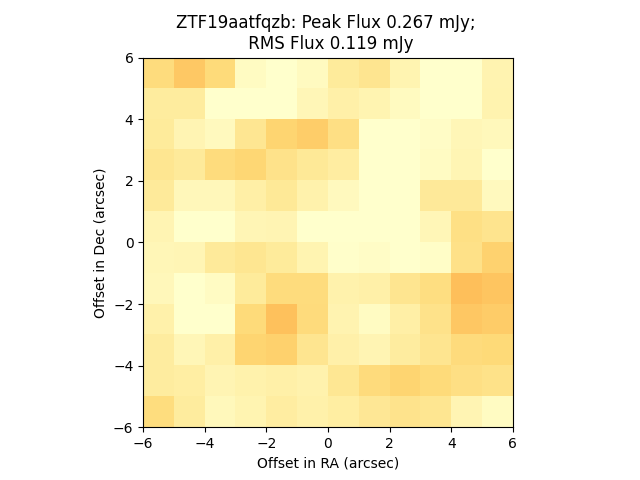 ZTF19aatfqzb: Peak Flux 0.267 mJy;
RMS Flux 0.119 mJy
6
4
2
0
−2
−4
−6
Offset in Dec (arcsec)
−6 −4 −2 0 2 4 6
Offset in RA (arcsec)